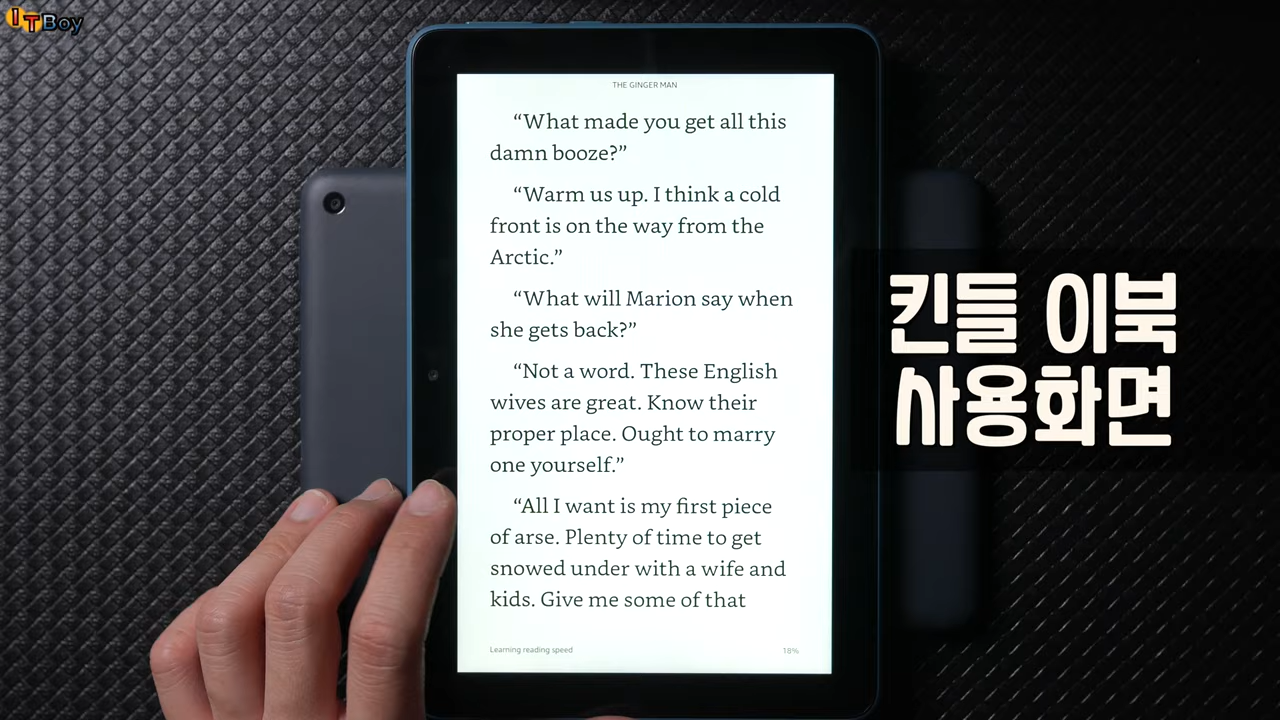 ITBoy
THE GINGER MAN
“What made you get all this
damn booze?”
“Warm us up. I think a cold
front is on the way from the
Arctic.”
“What will Marion say when
she gets back?”
“Not a word. These English
wives are great. Know their
proper place. Ought to marry
one yourself.”
“All I want is my first piece
of arse. Plenty of time to get
snowed under with a wife and
kids. Give me some of that
Learning reading speed 18%
킨들 이북
사용화면